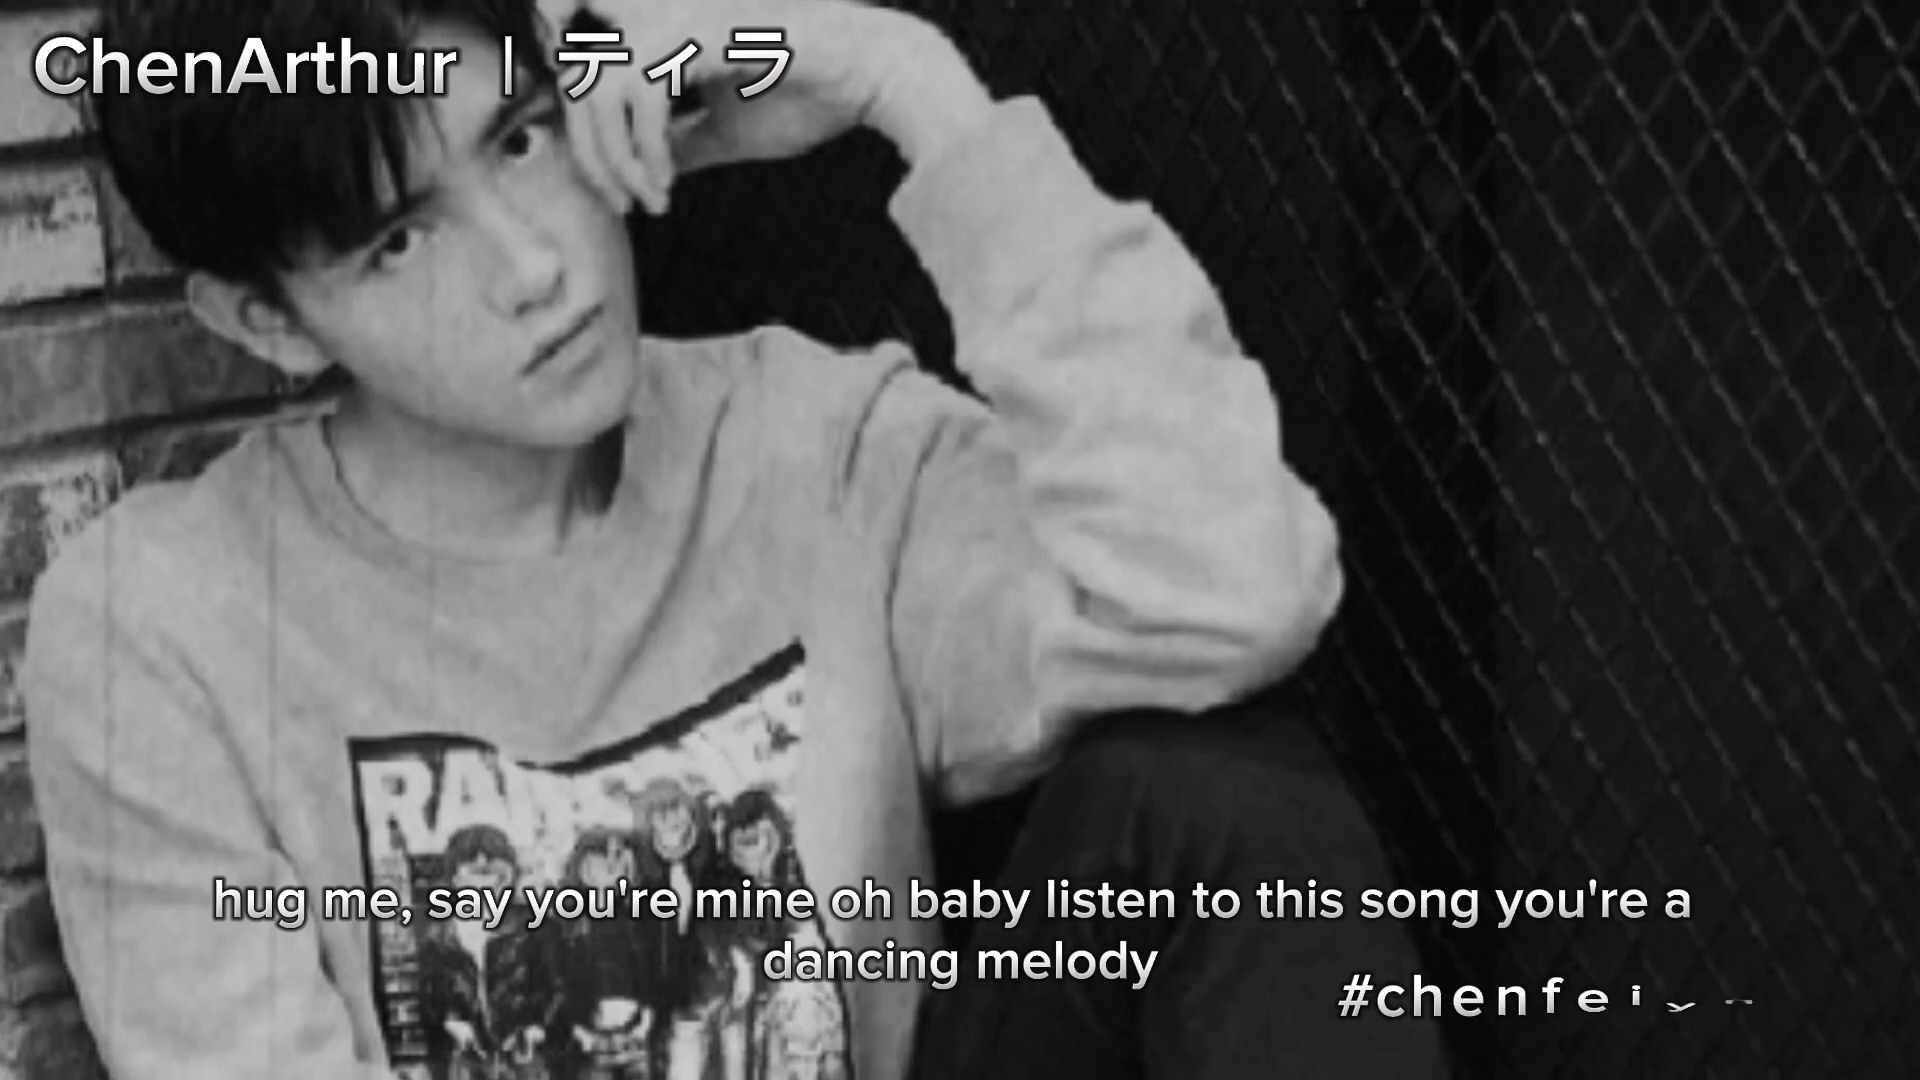 ChenArthur | ティラ
hug me, say you're mine oh baby listen to this song you're a
dancing melody
#chenfei